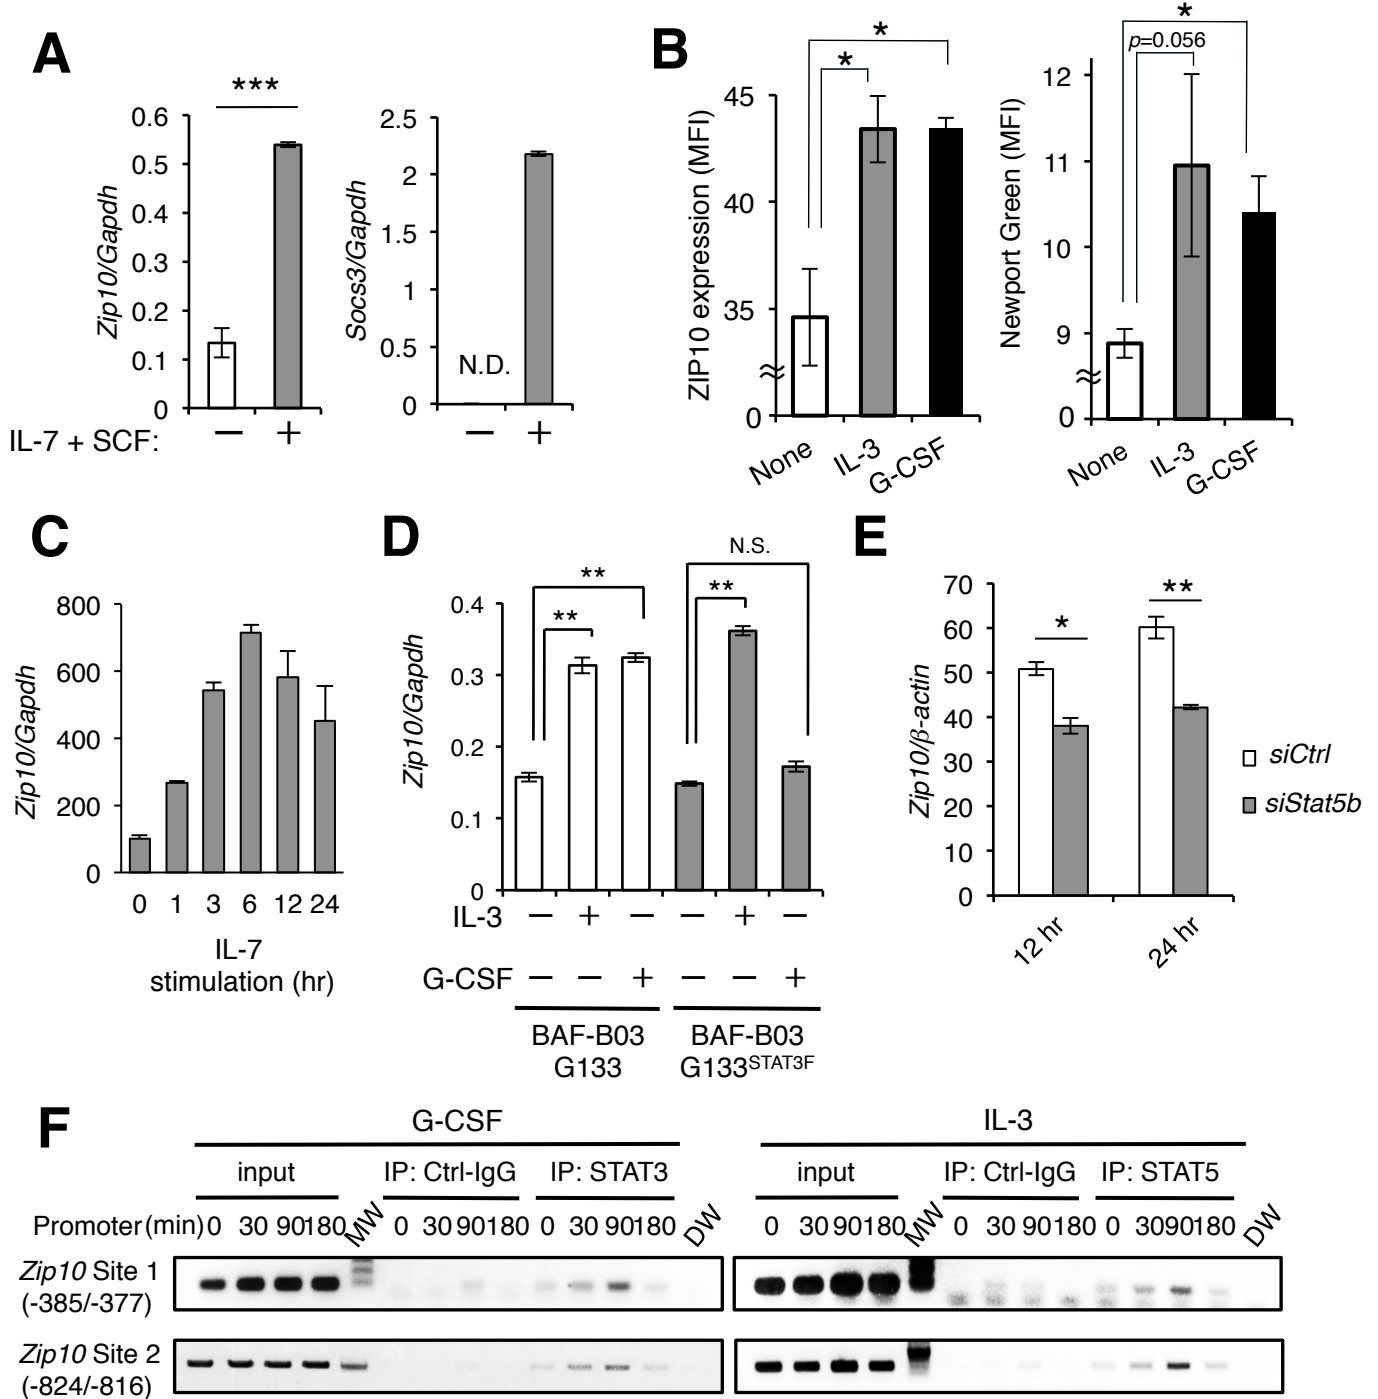 A
***
Zip10/Gapdh
0.6
0.5
0.4
0.3
0.2
0.1
0
Socs3/Gapdh
2.5
2
1.5
1
0.5
0
N.D.
IL-7 + SCF: − + − +
B
* *
ZIP10 expression (MFI)
45
40
35
0
≈
None IL-3 G-CSF
*
p=0.056
Newport Green (MFI)
12
11
10
9
0
≈
None IL-3 G-CSF
C
Zip10/Gapdh
800
600
400
200
0
0 1 3 6 12 24
IL-7
stimulation (hr)
D
N.S.
** ** **
Zip10/Gapdh
0.4
0.3
0.2
0.1
0
IL-3 − + − − + −
G-CSF − − + − − +
BAF-B03 BAF-B03
G133 G133STAT3F
E
* **
Zip10/β-actin
70
60
50
40
30
20
10
0
12 hr 24 hr
siCtrl
siStat5b
F
G-CSF IL-3
input IP: Ctrl-IgG IP: STAT3 input IP: Ctrl-IgG IP: STAT5
Promoter (min) 0 30 90 180 MW 0 30 90 180 0 30 90 180 DW 0 30 90 180 MW 0 30 90 180 0 30 90 180 DW
Zip10 Site 1
(-385/-377)
Zip10 Site 2
(-824/-816)